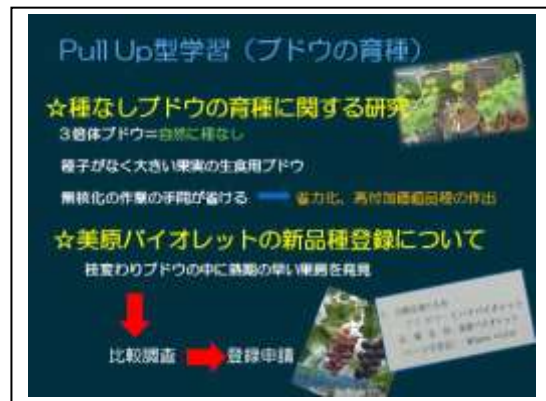 Pull Up型学習（ブドウの育種）
☆種なしブドウの育種に関する研究
3倍体ブドウ＝自然に種なし
種子がなく大きい果実の生食用ブドウ
無核化の作業の手間が省ける 省力化、高付加価値品種の作出
☆美原バイオレットの新品種登録について
枝変わりブドウの中に熟期の早い果房を発見
比較調査 登録申請